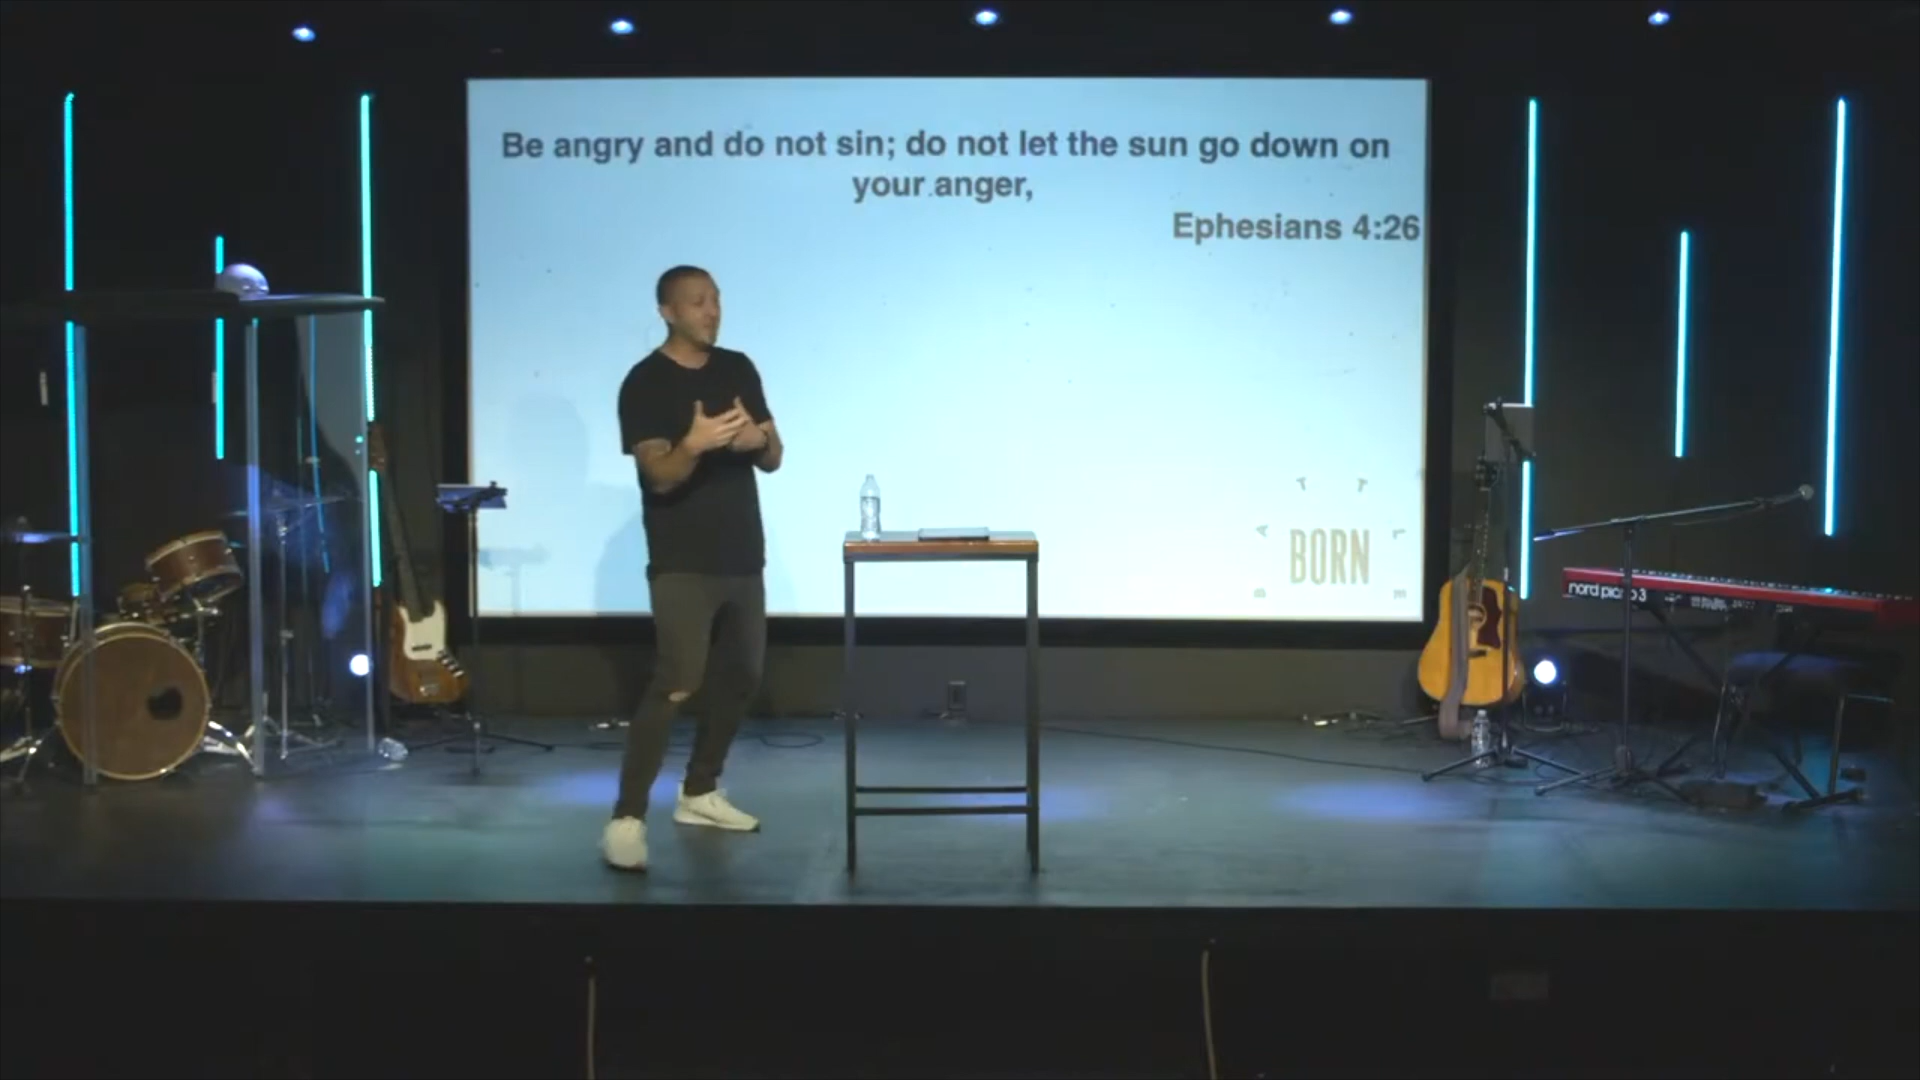 Be angry and do not sin; do not let the sun go down on
your anger,
Ephesians 4:26
BORN
nord piano 3